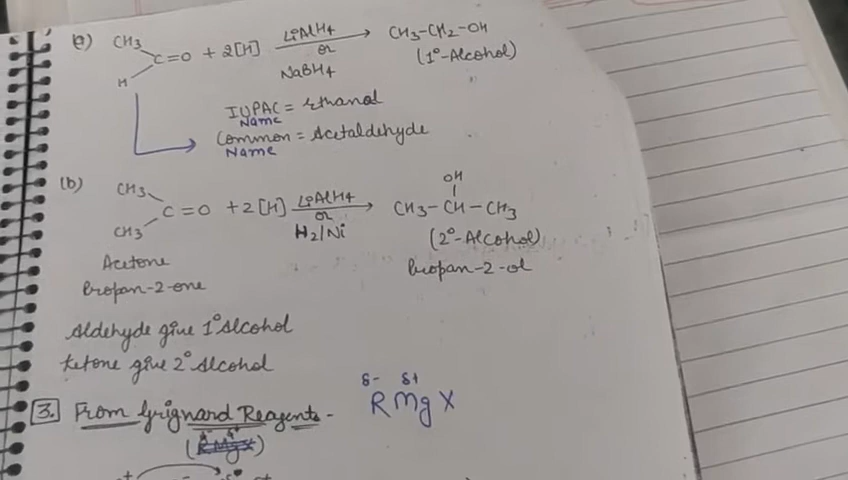 (a) CH3
C=O + 2[H] LiAlH4 CH3-CH2-OH
H or (1°-Alcohol)
NaBH4
IUPAC = Ethanal
Name
Common = Acetaldehyde
Name
(b) CH3 OH
C=O + 2[H] LiAlH4 CH3-CH-CH3
CH3 or (2°-Alcohol)
H2/Ni
Acetone Propan-2-ol
Propan-2-one
Aldehyde give 1° Alcohol
Ketone give 2° Alcohol
δ- δ+
3. From Grignard Reagents - RMgX
(RMgX)